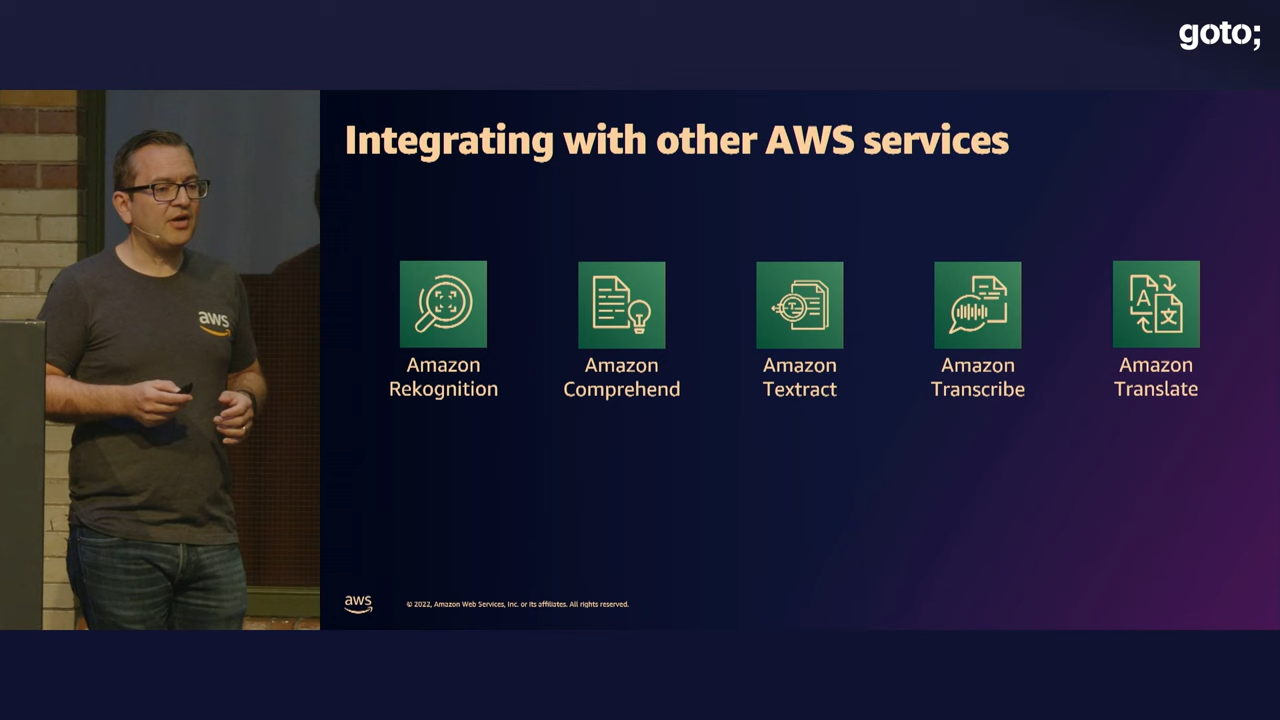 goto;
Integrating with other AWS services
aws
Amazon
Rekognition
Amazon
Comprehend
Amazon
Textract
Amazon
Transcribe
Amazon
Translate
aws
© 2022, Amazon Web Services, Inc. or its affiliates. All rights reserved.